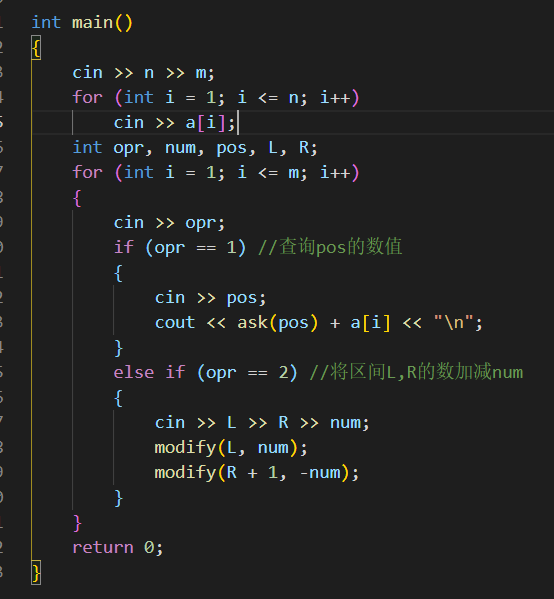 int main()
{
    cin >> n >> m;
    for (int i = 1; i <= n; i++)
        cin >> a[i];
    int opr, num, pos, L, R;
    for (int i = 1; i <= m; i++)
    {
        cin >> opr;
        if (opr == 1) //查询pos的数值
        {
            cin >> pos;
            cout << ask(pos) + a[i] << "\n";
        }
        else if (opr == 2) //将区间L,R的数加减num
        {
            cin >> L >> R >> num;
            modify(L, num);
            modify(R + 1, -num);
        }
    }
    return 0;
}